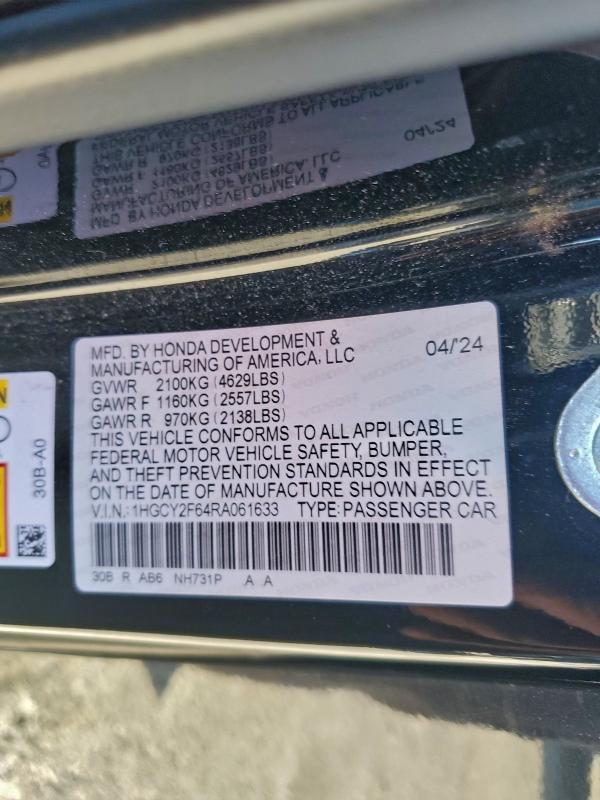 MFD. BY HONDA DEVELOPMENT &
MANUFACTURING OF AMERICA, LLC 04/'24
GVWR 2100KG (4629LBS)
GAWR F 1160KG (2557LBS)
GAWR R 970KG (2138LBS)
THIS VEHICLE CONFORMS TO ALL APPLICABLE
FEDERAL MOTOR VEHICLE SAFETY, BUMPER,
AND THEFT PREVENTION STANDARDS IN EFFECT
ON THE DATE OF MANUFACTURE SHOWN ABOVE.
V.I.N.: 1HGCY2F64RA061633 TYPE: PASSENGER CAR
30B R AB6 NH731P A A
30B-A0